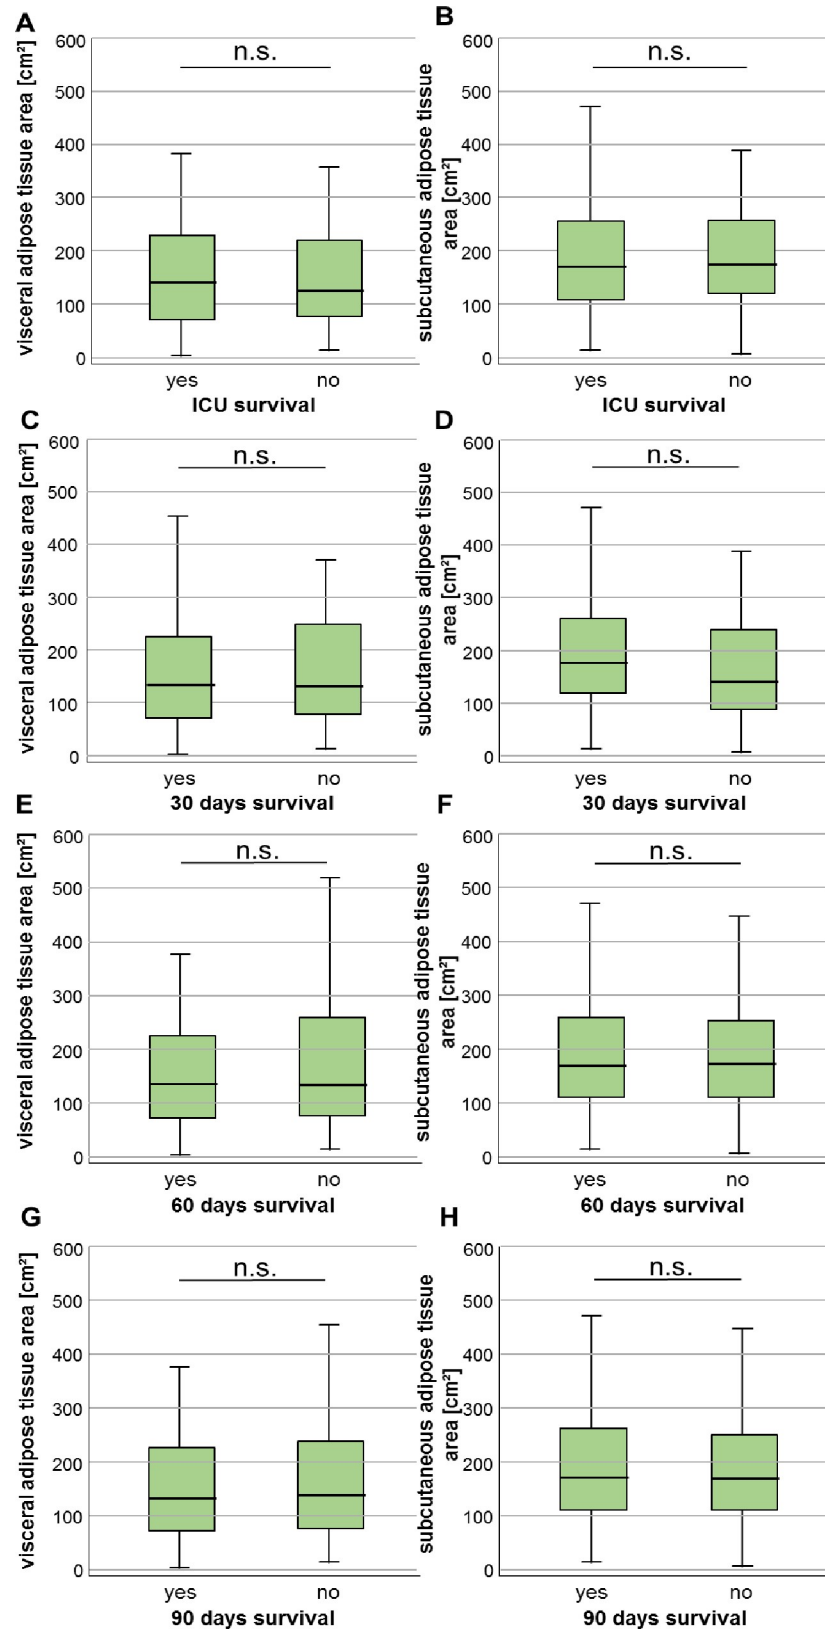 A
visceral adipose tissue area [cm²]
600
500
400
300
200
100
0
n.s.
yes
no
ICU survival
B
subcutaneous adipose tissue
area [cm²]
600
500
400
300
200
100
0
n.s.
yes
no
ICU survival
C
visceral adipose tissue area [cm²]
600
500
400
300
200
100
0
n.s.
yes
no
30 days survival
D
subcutaneous adipose tissue
area [cm²]
600
500
400
300
200
100
0
n.s.
yes
no
30 days survival
E
visceral adipose tissue area [cm²]
600
500
400
300
200
100
0
n.s.
yes
no
60 days survival
F
subcutaneous adipose tissue
area [cm²]
600
500
400
300
200
100
0
n.s.
yes
no
60 days survival
G
visceral adipose tissue area [cm²]
600
500
400
300
200
100
0
n.s.
yes
no
90 days survival
H
subcutaneous adipose tissue
area [cm²]
600
500
400
300
200
100
0
n.s.
yes
no
90 days survival